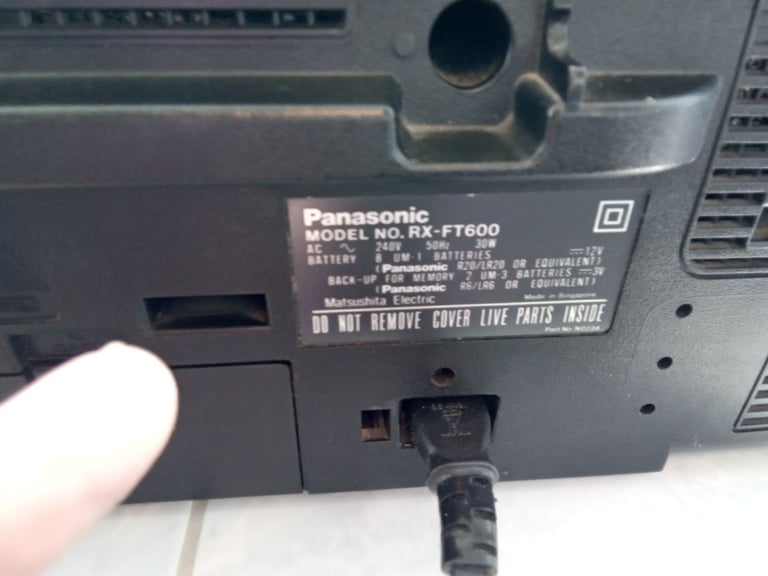 Panasonic
MODEL NO. RX-FT600
AC ~ 240V 50Hz 30W
BATTERY 8 UM-1 BATTERIES ⎓12V
(Panasonic R20/LR20 OR EQUIVALENT)
BACK-UP FOR MEMORY 2 UM-3 BATTERIES ⎓3V
(Panasonic R6/LR6 OR EQUIVALENT)
Matsushita Electric Made in Singapore
DO NOT REMOVE COVER LIVE PARTS INSIDE
Part No.